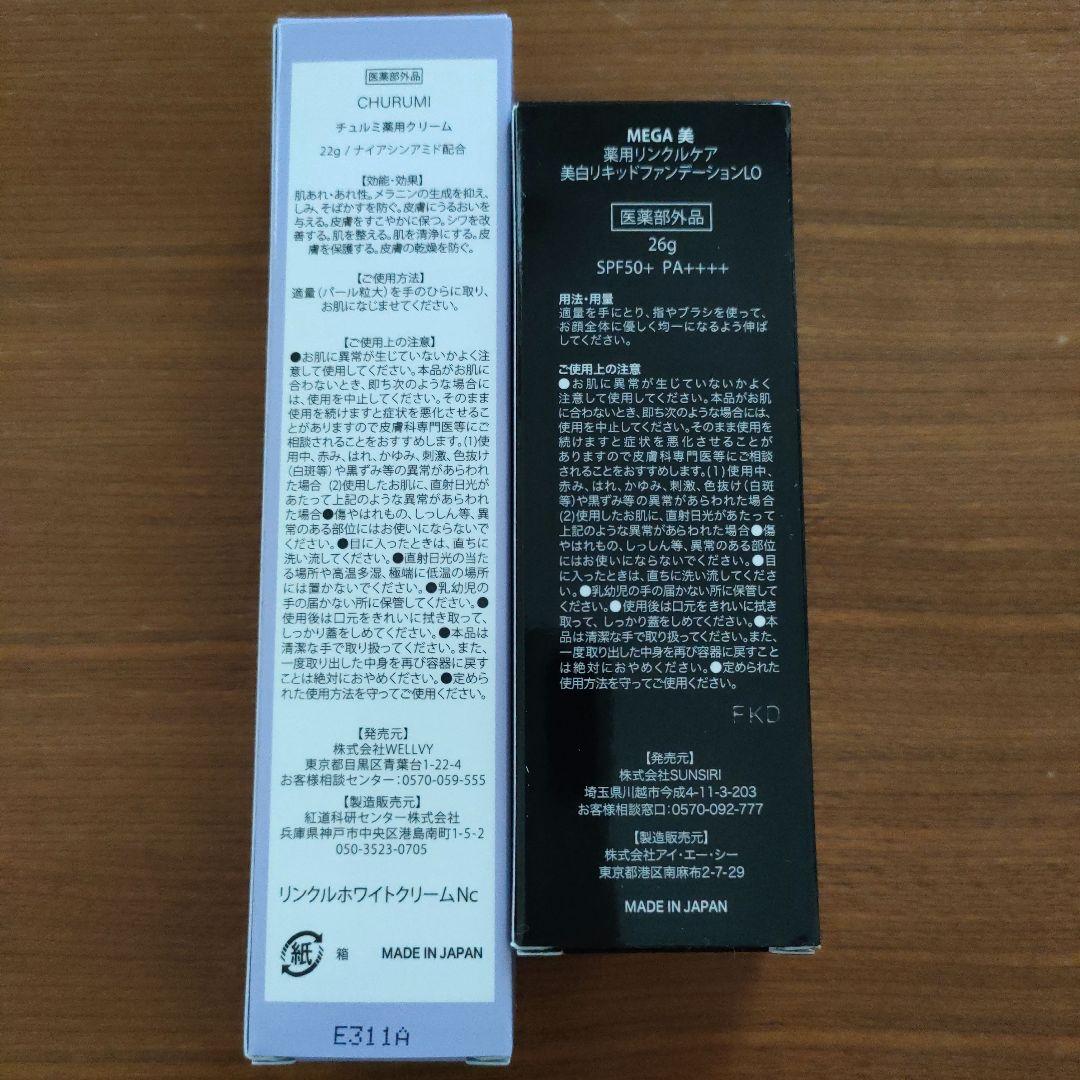 医薬部外品
CHURUMI
チュルミ薬用クリーム
22g / ナイアシンアミド配合
【効能・効果】
肌あれ・あれ性。メラニンの生成を抑え、
しみ、そばかすを防ぐ。皮膚にうるおいを
与える。皮膚をすこやかに保つ。シワを改
善する。肌を整える。肌を清浄にする。皮
膚を保護する。皮膚の乾燥を防ぐ。
【ご使用方法】
適量(パール粒大)を手のひらに取り、
お肌になじませてください。
【ご使用上の注意】
●お肌に異常が生じていないかよく注
意して使用してください。本品がお肌に
合わないとき、即ち次のような場合に
は、使用を中止してください。そのまま
使用を続けますと症状を悪化させるこ
とがありますので皮膚科専門医等にご
相談されることをおすすめします。(1)使
用中、赤み、はれ、かゆみ、刺激、色抜け
(白斑等)や黒ずみ等の異常があらわれ
た場合 (2)使用したお肌に、直射日光が
あたって上記のような異常があらわれ
た場合●傷やはれもの、しっしん等、異
常のある部位にはお使いにならないで
ください。●目に入ったときは、直ちに
洗い流してください。●直射日光の当た
る場所や高温多湿、極端に低温の場所
には置かないでください。●乳幼児の
手の届かない所に保管してください。●
使用後は口元をきれいに拭き取って、
しっかり蓋をしめてください。●本品は
清潔な手で取り扱ってください。また、
一度取り出した中身を再び容器に戻す
ことは絶対におやめください。●定めら
れた使用方法を守ってご使用ください。
【発売元】
株式会社WELLVY
東京都目黒区青葉台1-22-4
お客様相談センター:0570-059-555
【製造販売元】
紅道科研センター株式会社
兵庫県神戸市中央区港島南町1-5-2
050-3523-0705
リンクルホワイトクリームNc
紙
箱
MADE IN JAPAN
E311A
MEGA 美
薬用リンクルケア
美白リキッドファンデーションLO
医薬部外品
26g
SPF50+ PA++++
用法・用量
適量を手にとり、指やブラシを使って、
お顔全体に優しく均一になるよう伸ば
してください。
ご使用上の注意
●お肌に異常が生じていないかよく
注意して使用してください。本品がお肌
に合わないとき、即ち次のような場合には、
使用を中止してください。そのまま使用を
続けますと症状を悪化させることが
ありますので皮膚科専門医等にご相談
されることをおすすめします。(1)使用中、
赤み、はれ、かゆみ、刺激、色抜け(白斑
等)や黒ずみ等の異常があらわれた場合
(2)使用したお肌に、直射日光があたって
上記のような異常があらわれた場合●傷
やはれもの、しっしん等、異常のある部位
にはお使いにならないでください。●目
に入ったときは、直ちに洗い流してくださ
い。●乳幼児の手の届かない所に保管して
ください。●使用後は口元をきれいに拭き
取って、しっかり蓋をしめてください。●本
品は清潔な手で取り扱ってください。また、
一度取り出した中身を再び容器に戻すこと
は絶対におやめください。●定められた
使用方法を守ってご使用ください。
FKD
【発売元】
株式会社SUNSIRI
埼玉県川越市今成4-11-3-203
お客様相談窓口:0570-092-777
【製造販売元】
株式会社アイ・エー・シー
東京都港区南麻布2-7-29
MADE IN JAPAN